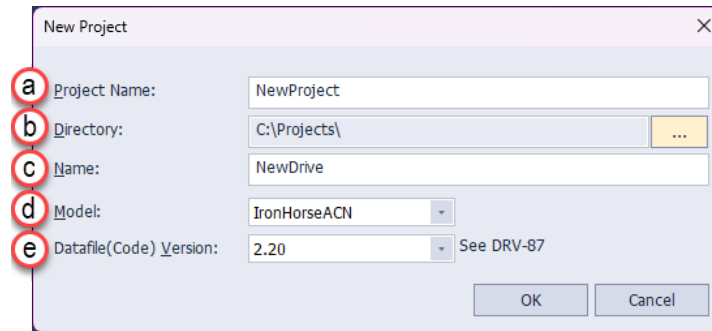 New Project
a Project Name: NewProject
b Directory: C:\Projects\ ...
c Name: NewDrive
d Model: IronHorseACN
e Datafile(Code) Version: 2.20 See DRV-87
OK Cancel